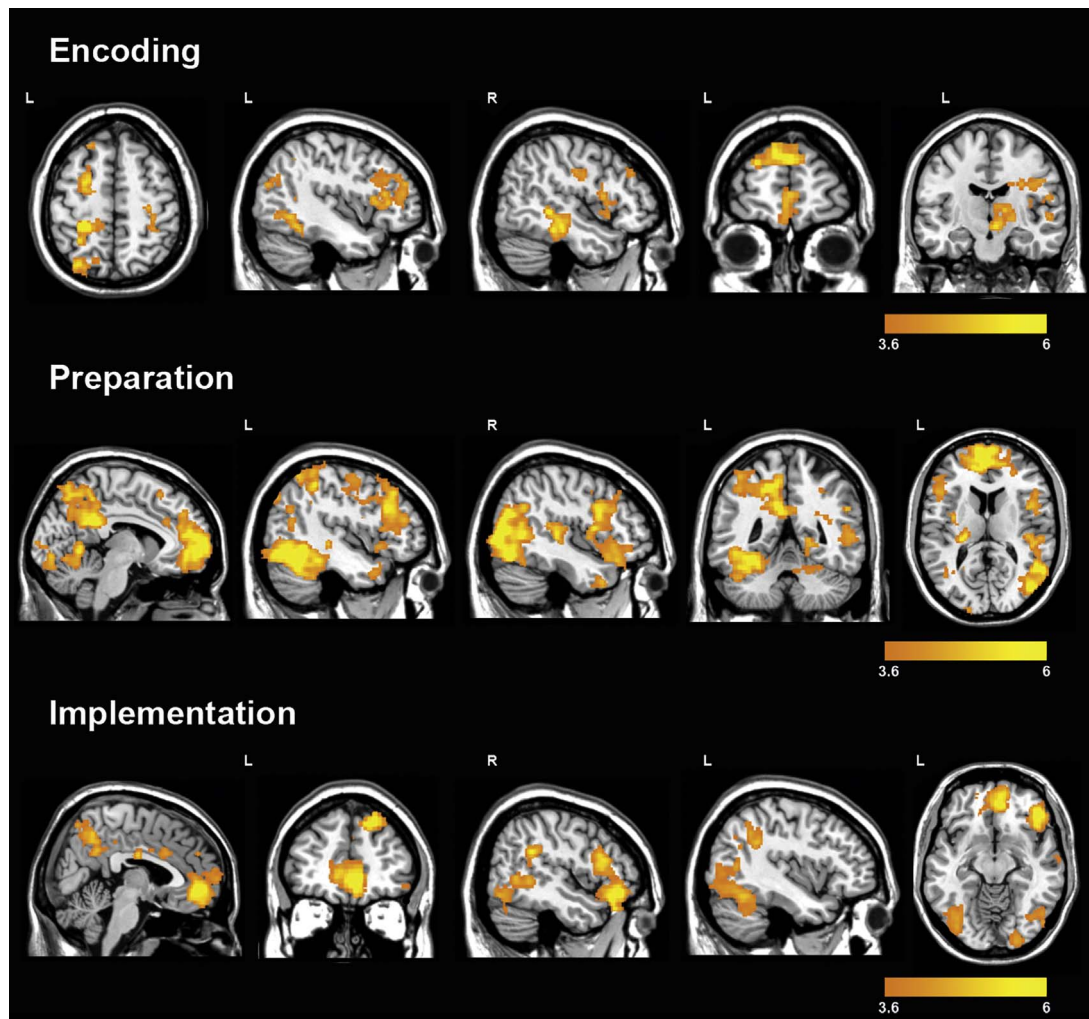 Encoding
L L R L L
3.6 6
Preparation
L R L L
3.6 6
Implementation
L R L L
3.6 6